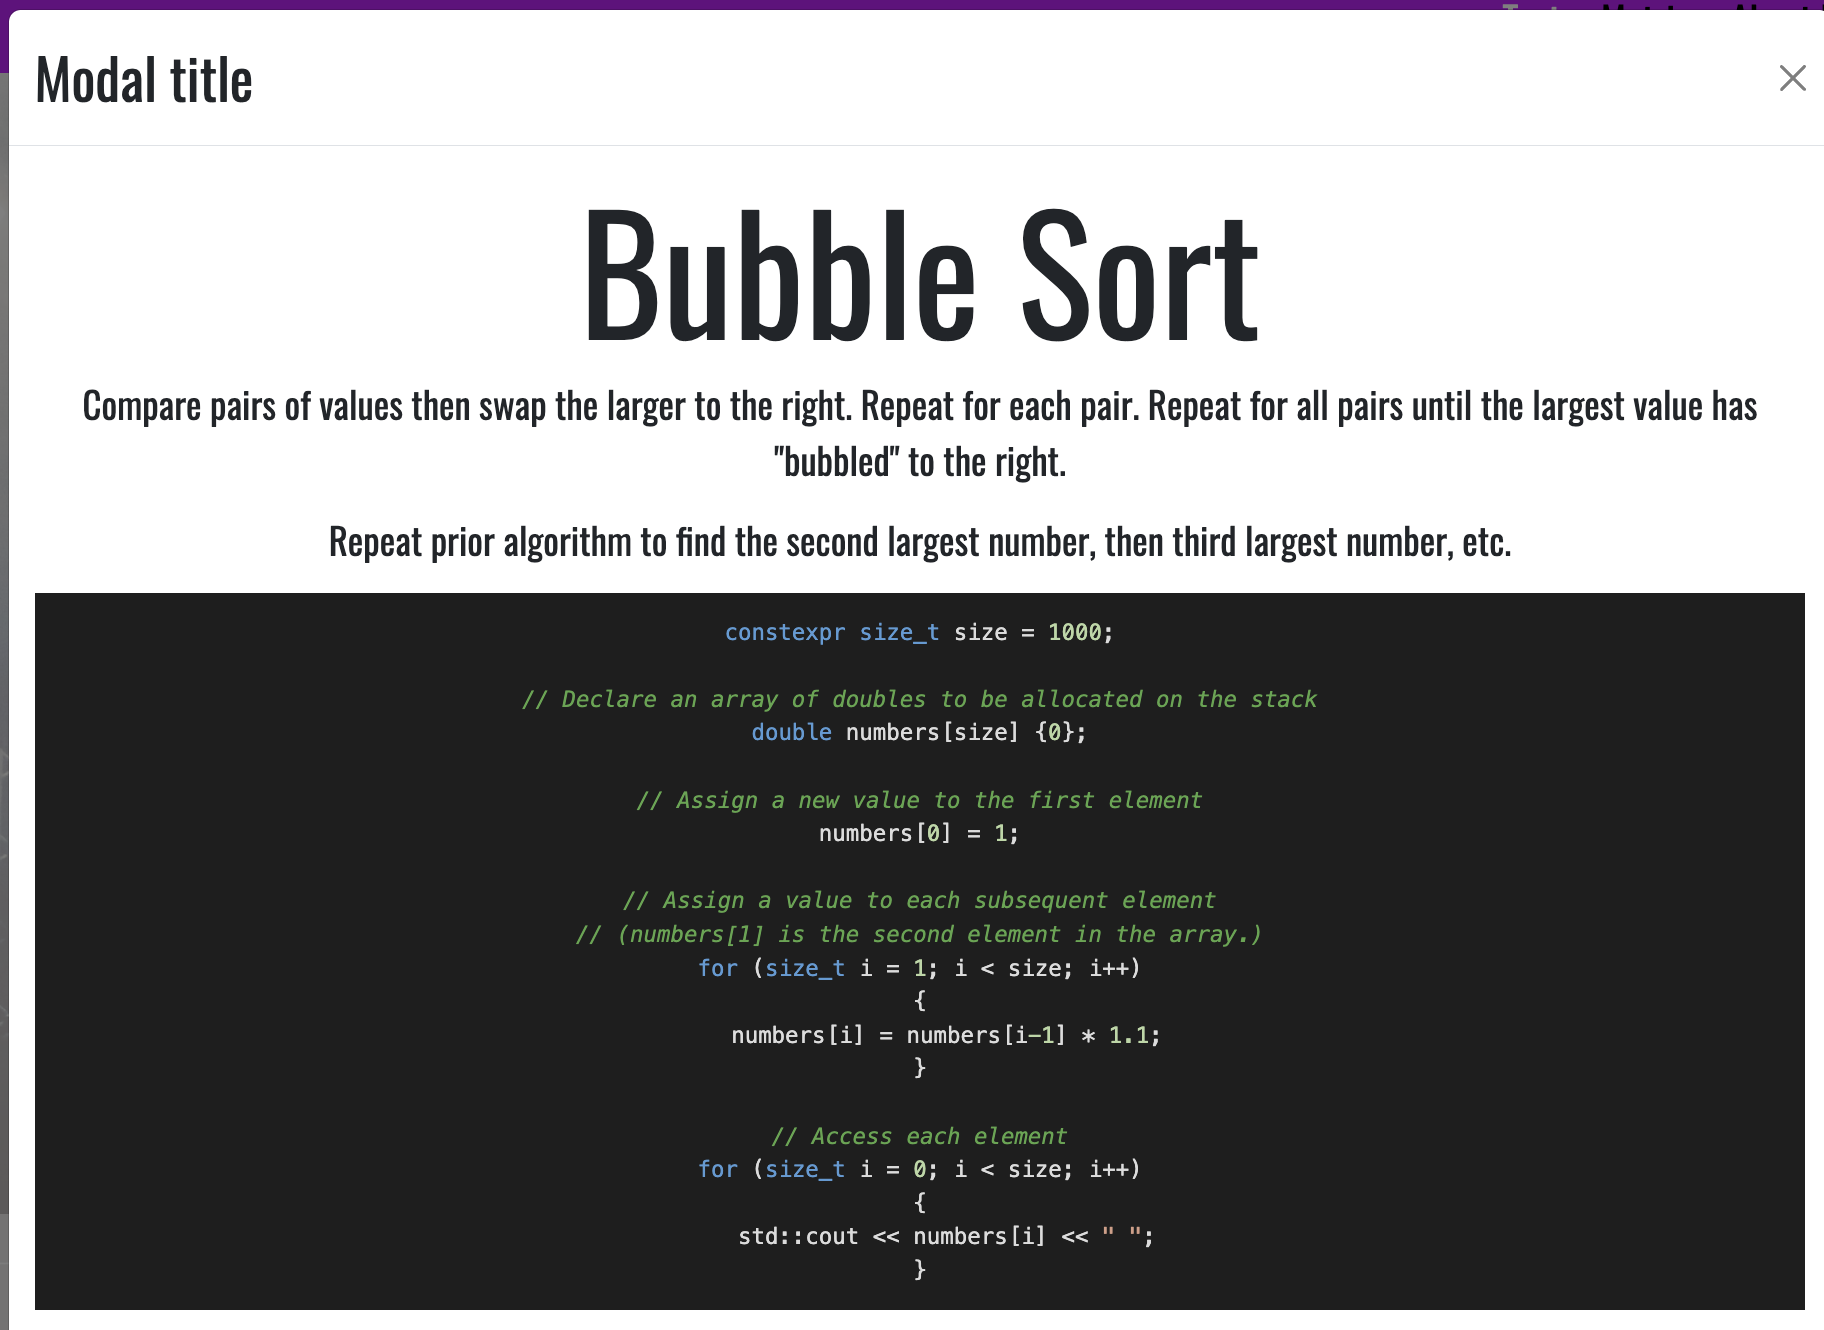 Modal title
Bubble Sort
Compare pairs of values then swap the larger to the right. Repeat for each pair. Repeat for all pairs until the largest value has
"bubbled" to the right.
Repeat prior algorithm to find the second largest number, then third largest number, etc.
constexpr size_t size = 1000;
// Declare an array of doubles to be allocated on the stack
double numbers[size] {0};
// Assign a new value to the first element
numbers[0] = 1;
// Assign a value to each subsequent element
// (numbers[1] is the second element in the array.)
for (size_t i = 1; i < size; i++)
{
numbers[i] = numbers[i-1] * 1.1;
}
// Access each element
for (size_t i = 0; i < size; i++)
{
std::cout << numbers[i] << " ";
}